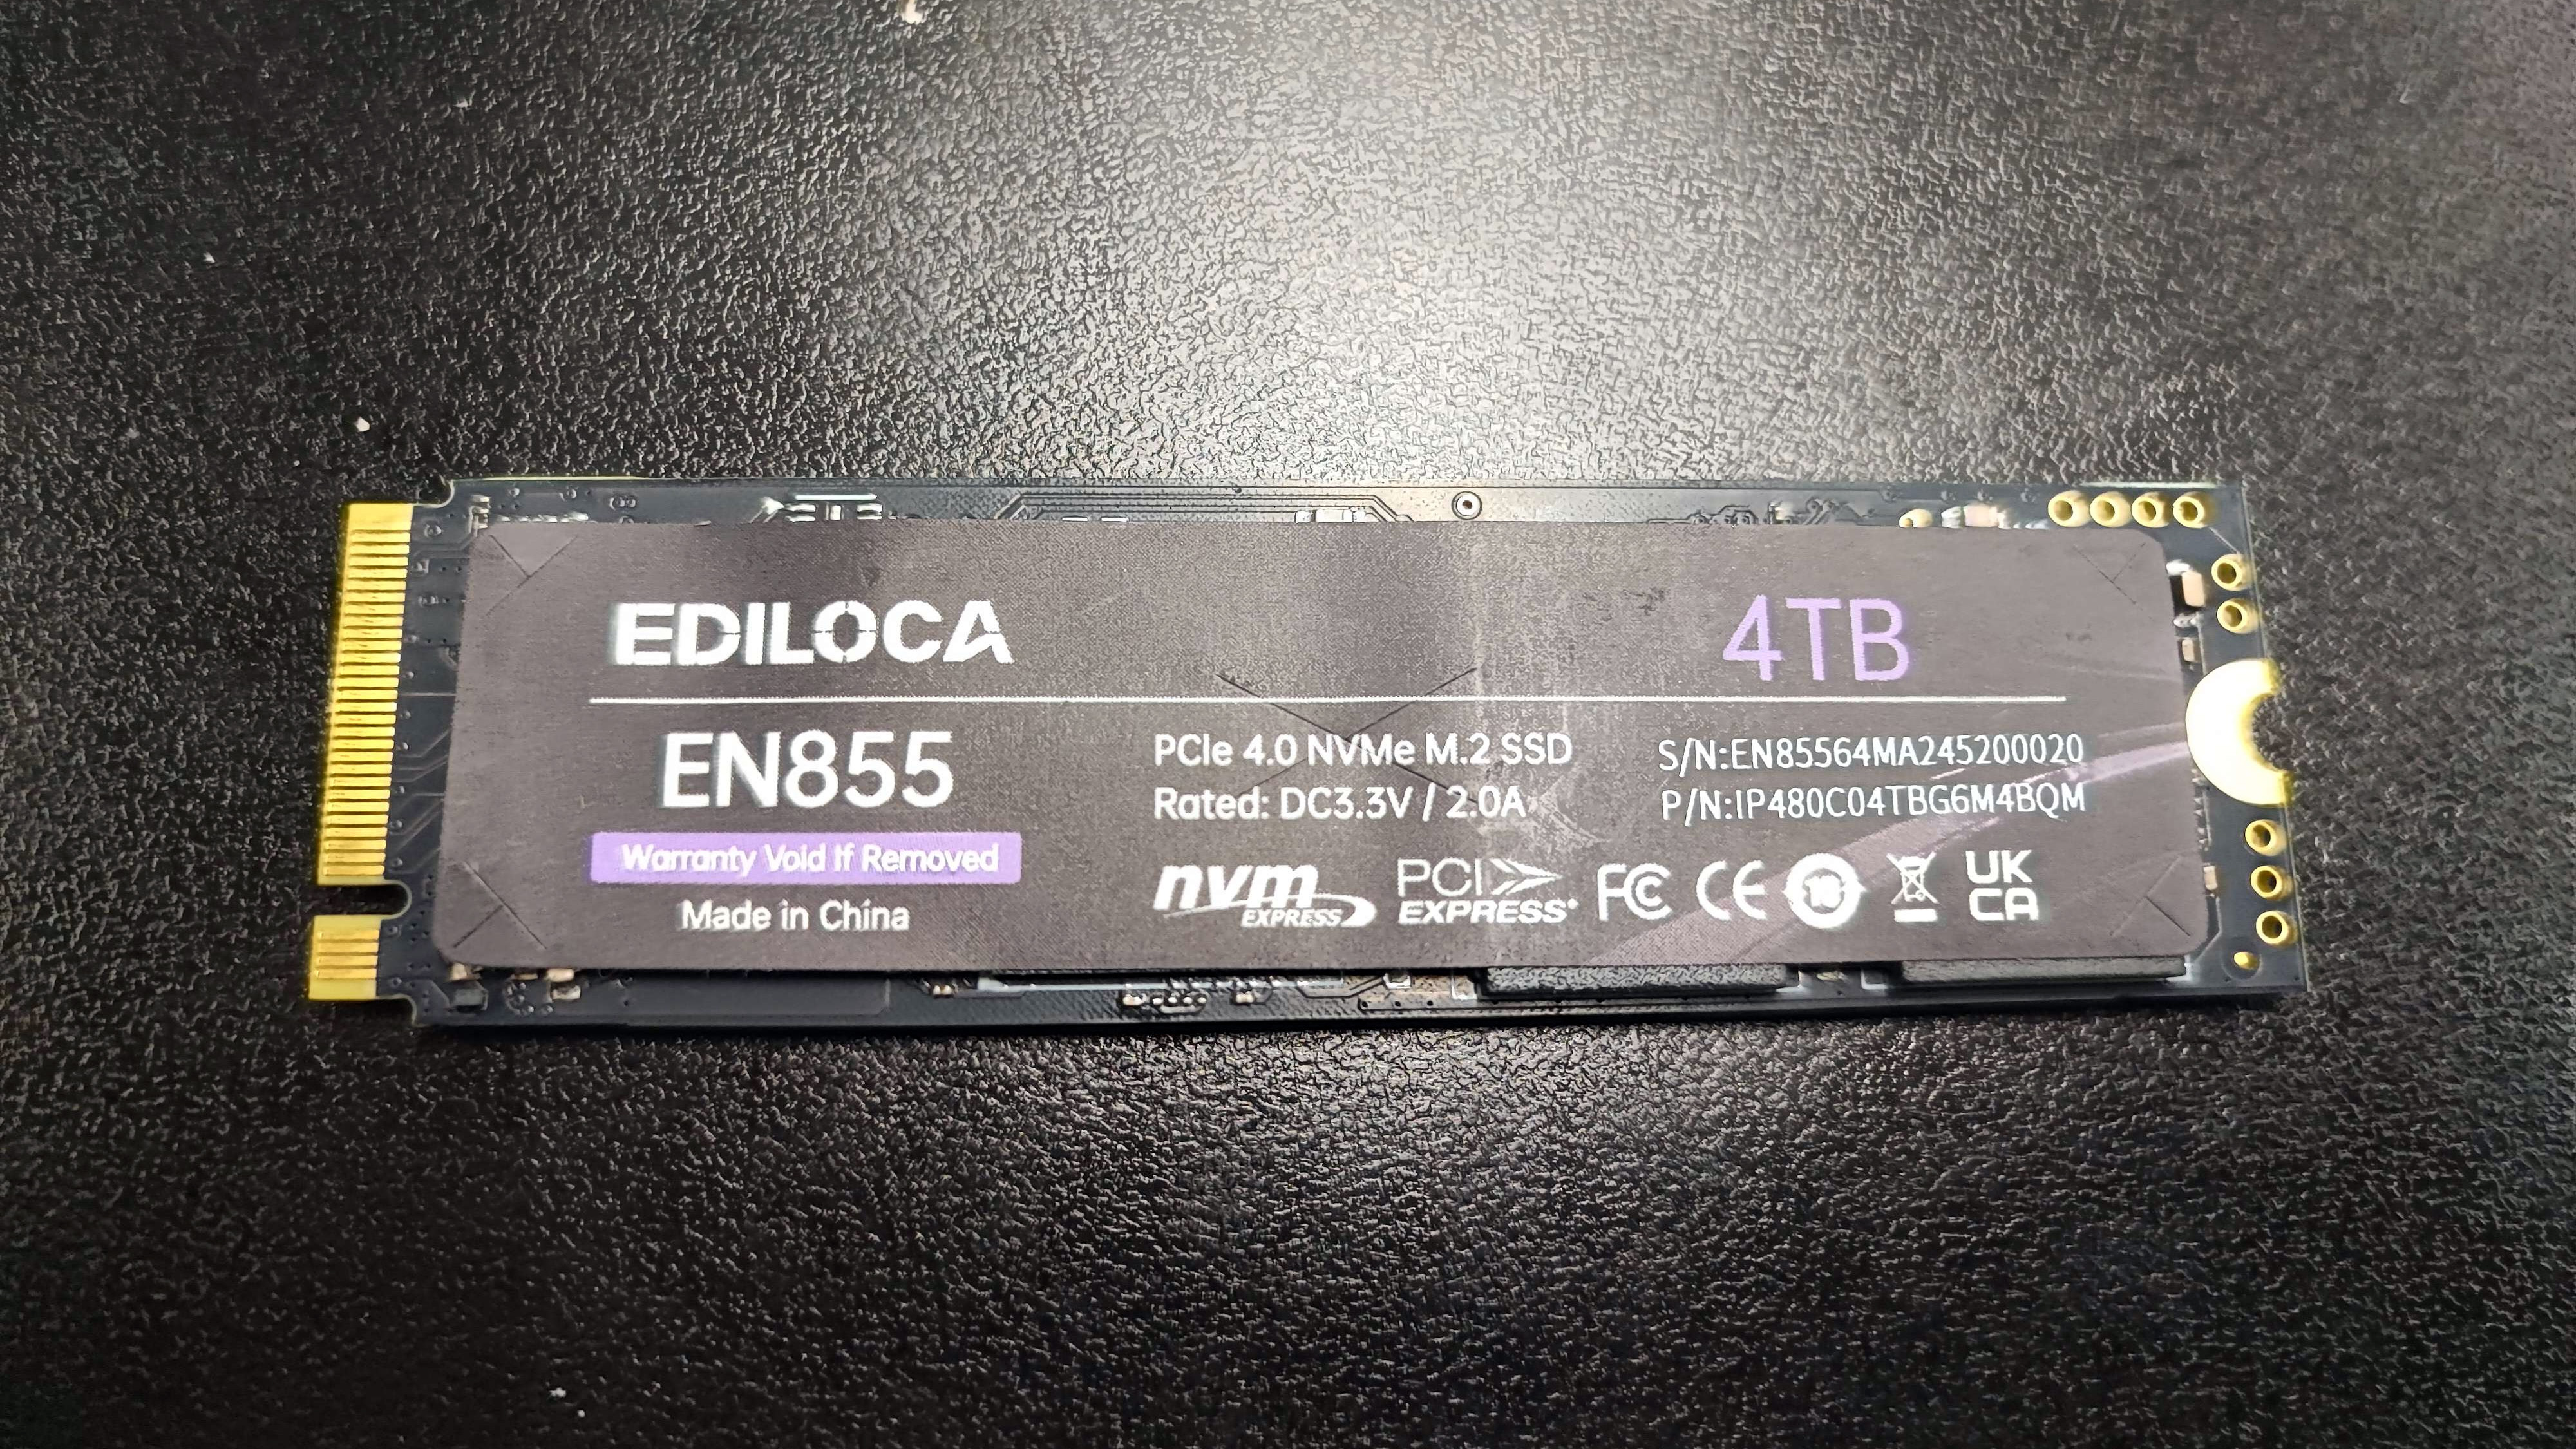 EDILOCA
4TB
EN855
Warranty Void If Removed
Made in China
PCIe 4.0 NVMe M.2 SSD
Rated: DC3.3V / 2.0A
S/N:EN85564MA245200020
P/N:IP480C04TBG6M4BQM
nvm EXPRESS
PCI EXPRESS®
FC CE 10 UK CA